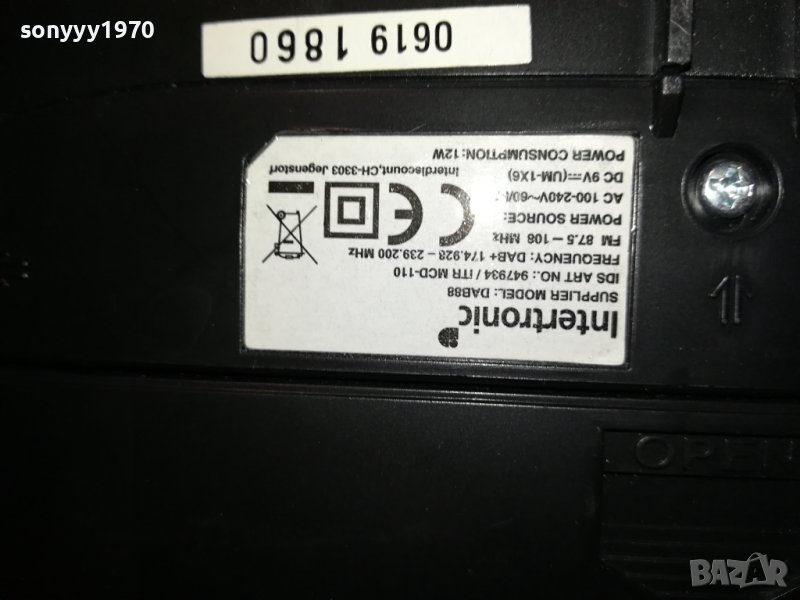 sonyyy1970
0619 1860
Intertronic
SUPPLIER MODEL: DAB88
IDS ART NO.: 947934 / ITR MCD-110
FREQUENCY: DAB+ 174.928 – 239.200 MHz
FM 87.5 – 108 MHz
POWER SOURCE:
AC 100-240V~60/
DC 9V⎓(UM-1X6)
POWER CONSUMPTION:12W
CE
Interdiscount,CH-3303 Jegenstorf
OPEN
BAZAR